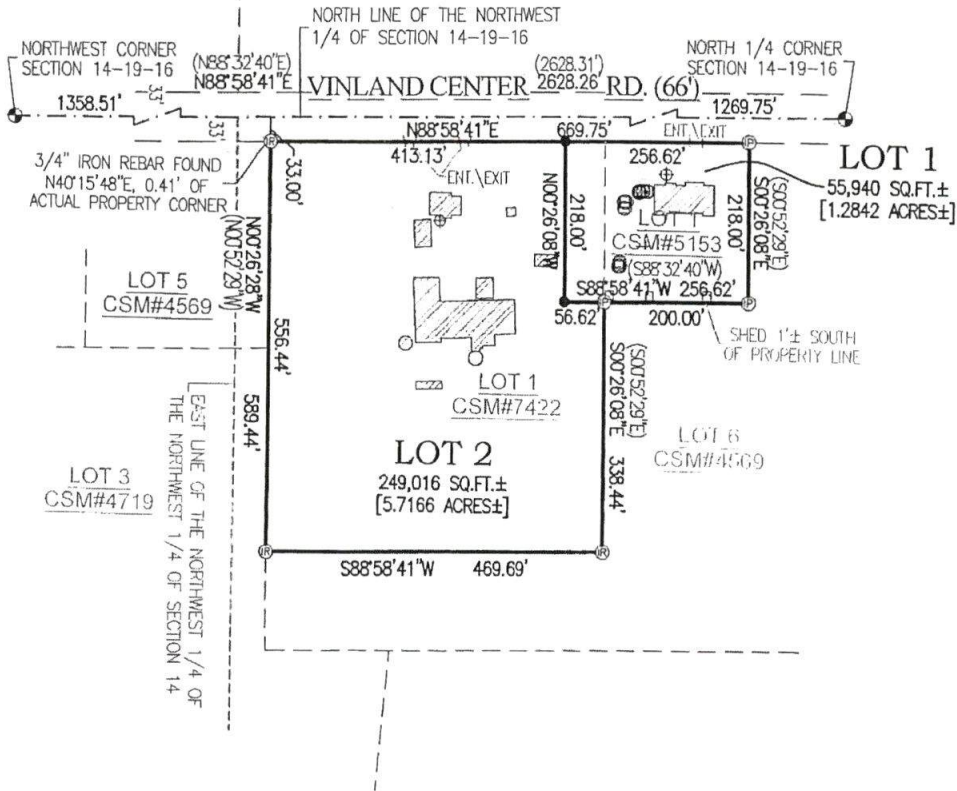 NORTH LINE OF THE NORTHWEST
1/4 OF SECTION 14-19-16
NORTHWEST CORNER
SECTION 14-19-16
(N88°32'40"E)
N88°58'41"E
VINLAND CENTER
(2628.31')
2628.26'
RD. (66')
NORTH 1/4 CORNER
SECTION 14-19-16
1358.51'
33'
1269.75'
33'
N88°58'41"E
669.75'
ENT.\EXIT
3/4" IRON REBAR FOUND
N40°15'48"E, 0.41' OF
ACTUAL PROPERTY CORNER
33.00'
413.13'
ENT.\EXIT
256.62'
LOT 1
55,940 SQ.FT.±
[1.2842 ACRES±]
IR
IP
N00°26'08"W
218.00'
LOT 1
CSM#5153
218.00'
S00°26'08"E
(S00°52'29"E)
(S88°32'40"W)
S88°58'41"W 256.62'
N00°26'28"W
(N00°52'29"W)
LOT 5
CSM#4569
556.44'
56.62'
IP
200.00'
IP
SHED 1'± SOUTH
OF PROPERTY LINE
LOT 1
CSM#7422
S00°26'08"E
(S00°52'29"E)
338.44'
589.44'
EAST LINE OF THE NORTHWEST 1/4 OF
THE NORTHWEST 1/4 OF SECTION 14
LOT 6
CSM#4569
LOT 2
249,016 SQ.FT.±
[5.7166 ACRES±]
LOT 3
CSM#4719
IR
IR
S88°58'41"W 469.69'